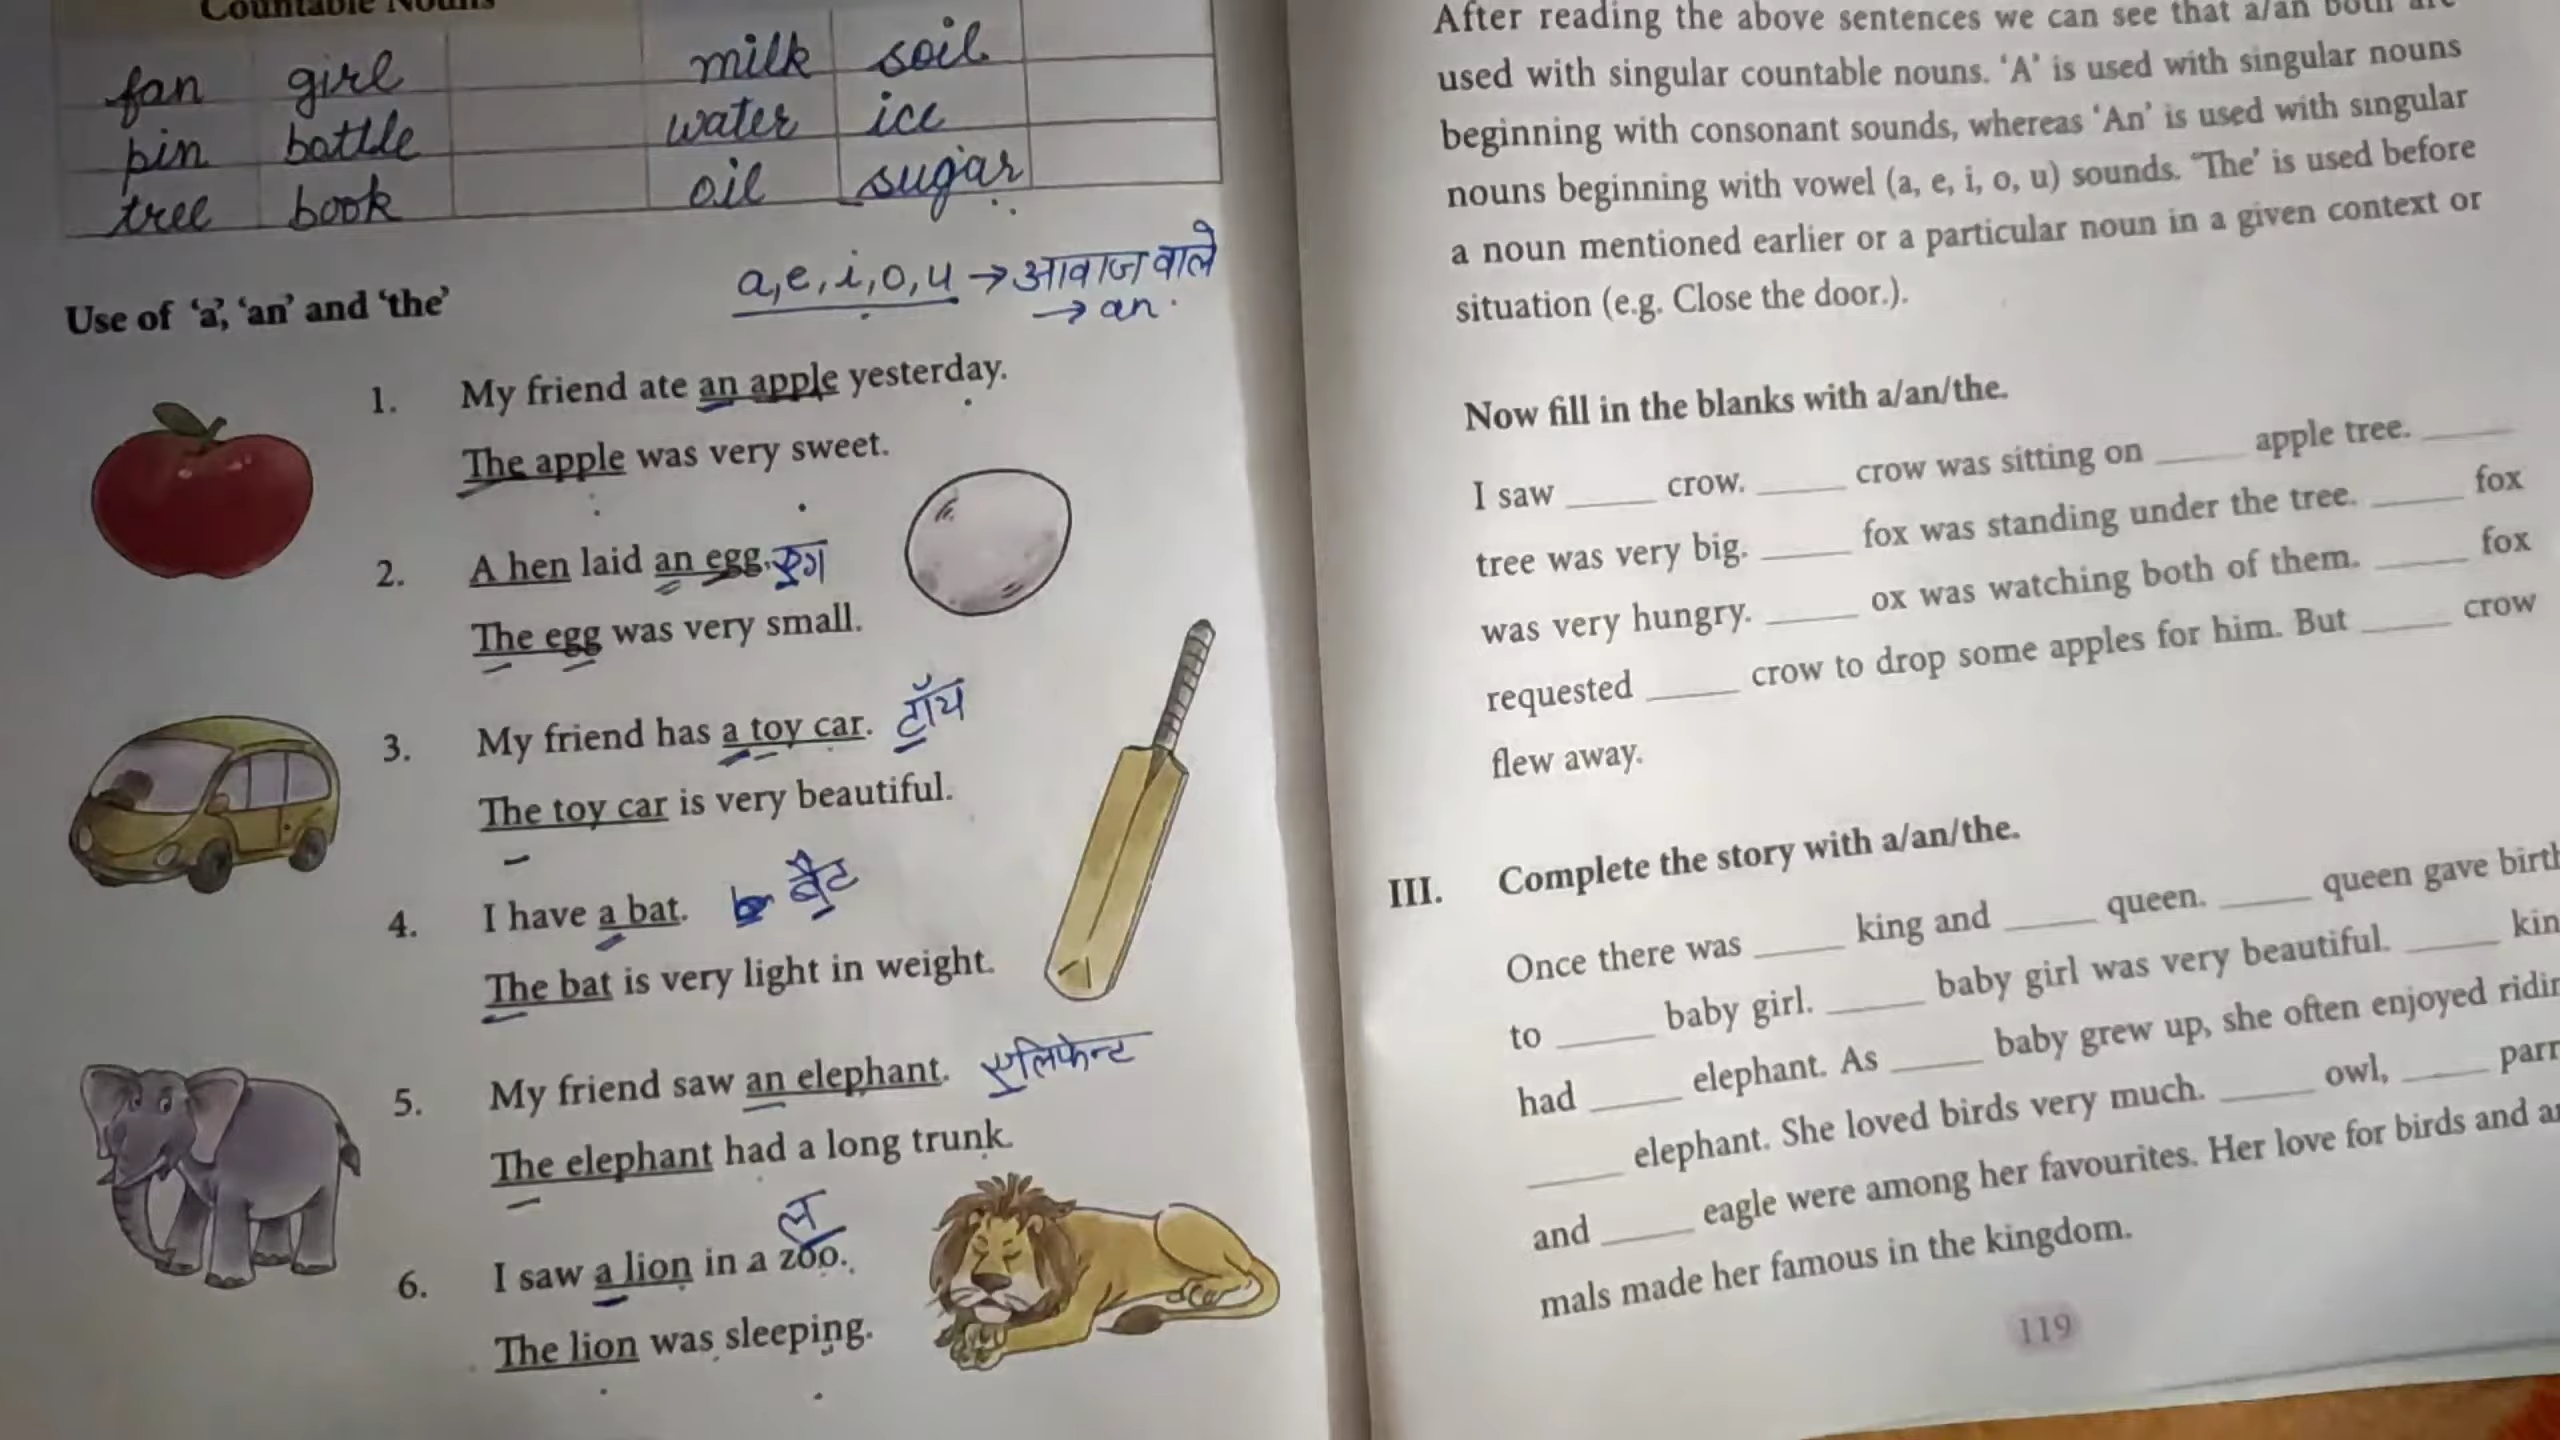 Countable Nouns
fan girl milk soil
pin battle water ice
tree book oil sugar
a, e, i, o, u → आवाज वाले
→ an
Use of 'a', 'an' and 'the'
1. My friend ate an apple yesterday.
The apple was very sweet.
2. A hen laid an egg. एग
The egg was very small.
3. My friend has a toy car. टॉय
The toy car is very beautiful.
4. I have a bat. b बैट
The bat is very light in weight.
5. My friend saw an elephant. एलिफेन्ट
The elephant had a long trunk.
ल
6. I saw a lion in a zoo.
The lion was sleeping.
After reading the above sentences we can see that a/an both are
used with singular countable nouns. 'A' is used with singular nouns
beginning with consonant sounds, whereas 'An' is used with singular
nouns beginning with vowel (a, e, i, o, u) sounds. 'The' is used before
a noun mentioned earlier or a particular noun in a given context or
situation (e.g. Close the door.).
Now fill in the blanks with a/an/the.
I saw _____ crow. _____ crow was sitting on _____ apple tree. _____
tree was very big. _____ fox was standing under the tree. _____ fox
was very hungry. _____ ox was watching both of them. _____ fox
requested _____ crow to drop some apples for him. But _____ crow
flew away.
III. Complete the story with a/an/the.
Once there was _____ king and _____ queen. _____ queen gave birth
to _____ baby girl. _____ baby girl was very beautiful. _____ kin
had _____ elephant. As _____ baby grew up, she often enjoyed ridin
_____ elephant. She loved birds very much. _____ owl, _____ parr
and _____ eagle were among her favourites. Her love for birds and a
mals made her famous in the kingdom.
119